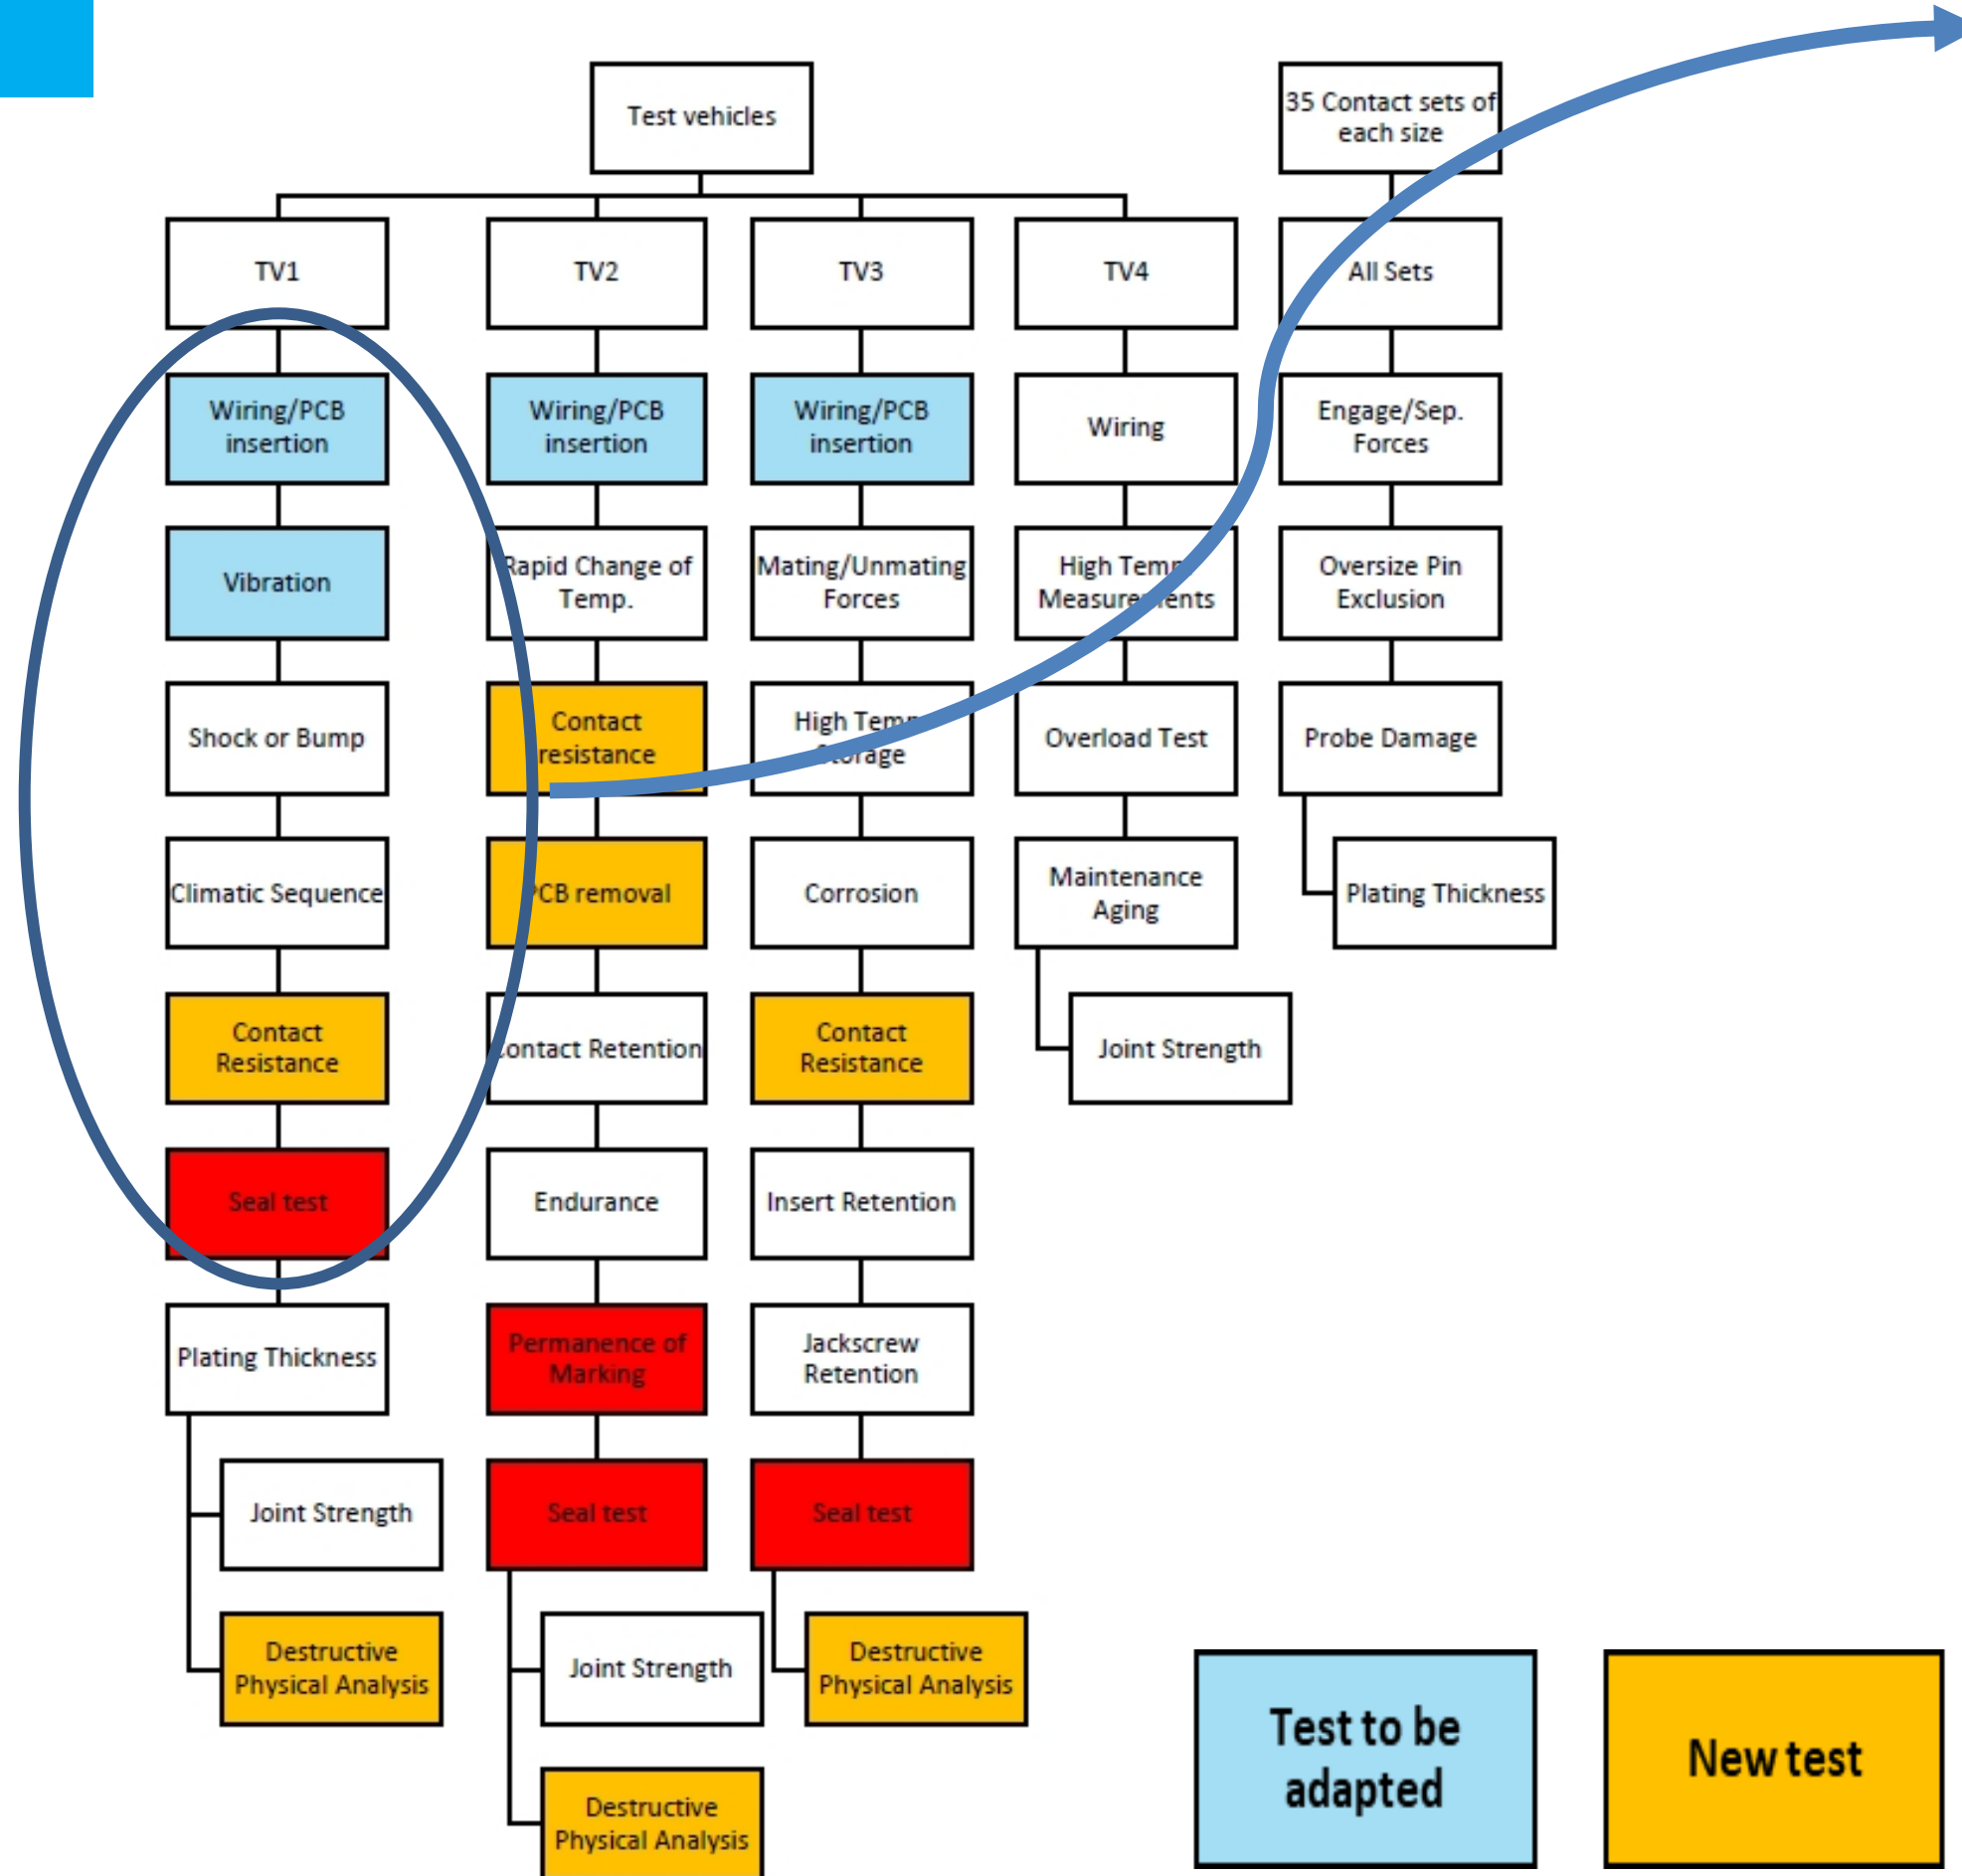 Test vehicles
35 Contact sets of
each size
TV1
TV2
TV3
TV4
All Sets
Wiring/PCB
insertion
Wiring/PCB
insertion
Wiring/PCB
insertion
Wiring
Engage/Sep.
Forces
Vibration
Rapid Change of
Temp.
Mating/Unmating
Forces
High Temp
Measurements
Oversize Pin
Exclusion
Shock or Bump
Contact
resistance
High Temp
Storage
Overload Test
Probe Damage
Climatic Sequence
PCB removal
Corrosion
Maintenance
Aging
Plating Thickness
Contact
Resistance
Contact Retention
Contact
Resistance
Joint Strength
Seal test
Endurance
Insert Retention
Plating Thickness
Permanence of
Marking
Jackscrew
Retention
Joint Strength
Seal test
Seal test
Destructive
Physical Analysis
Joint Strength
Destructive
Physical Analysis
Destructive
Physical Analysis
Test to be
adapted
New test